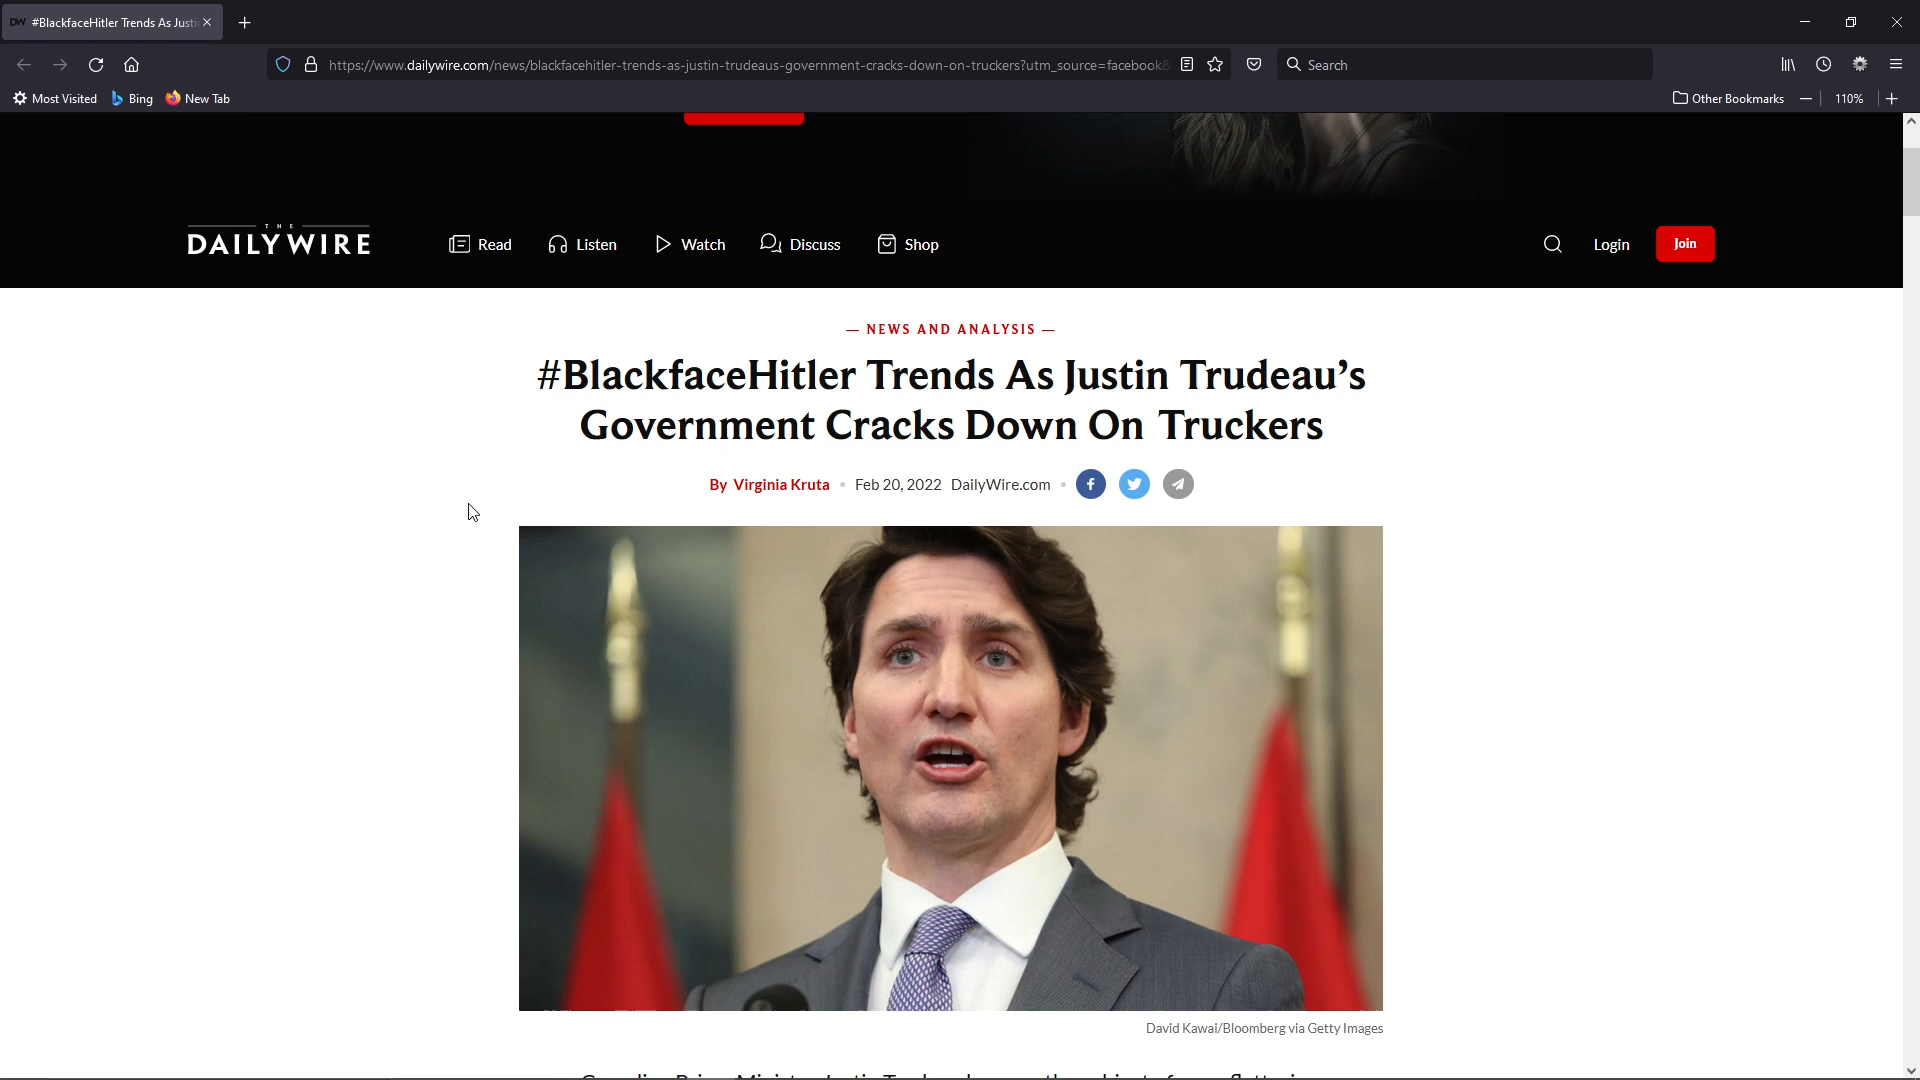 DW #BlackfaceHitler Trends As Justi
https://www.dailywire.com/news/blackfacehitler-trends-as-justin-trudeaus-government-cracks-down-on-truckers?utm_source=facebook&
Search
Most Visited
Bing
New Tab
Other Bookmarks
110%
THE
DAILYWIRE
Read
Listen
Watch
Discuss
Shop
Login
Join
— NEWS AND ANALYSIS —
#BlackfaceHitler Trends As Justin Trudeau’s
Government Cracks Down On Truckers
By Virginia Kruta • Feb 20, 2022 DailyWire.com •
David Kawai/Bloomberg via Getty Images